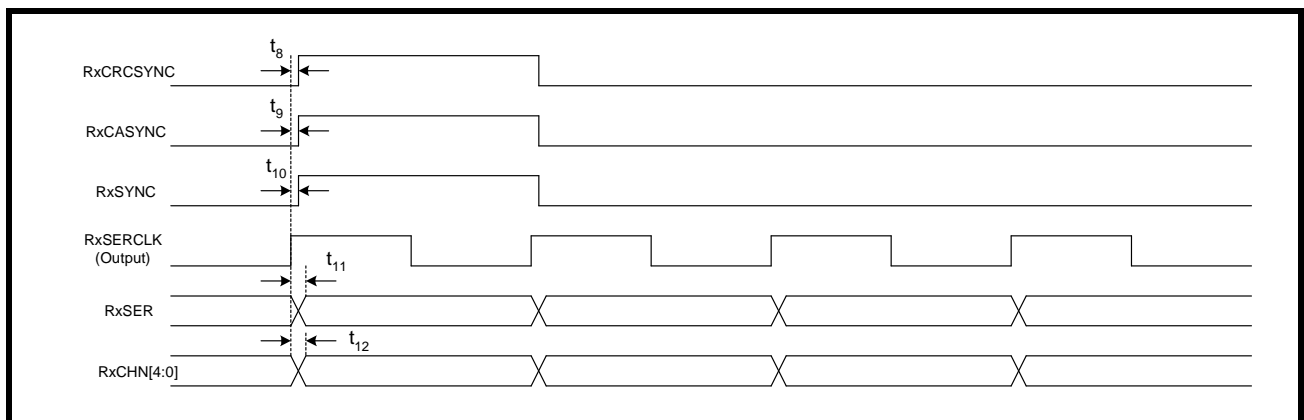 t8
RxCRCSYNC
t9
RxCASYNC
t10
RxSYNC
RxSERCLK
(Output)
t11
RxSER
t12
RxCHN[4:0]